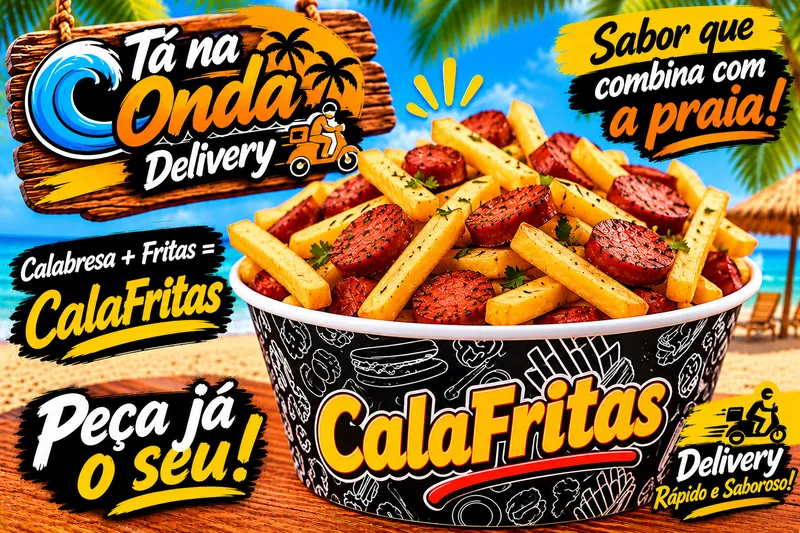 Tá na
Onda
Delivery
Sabor que
combina com
a praia!
Calabresa + Fritas =
CalaFritas
Peça já
o seu!
CalaFritas
Delivery
Rápido e Saboroso!